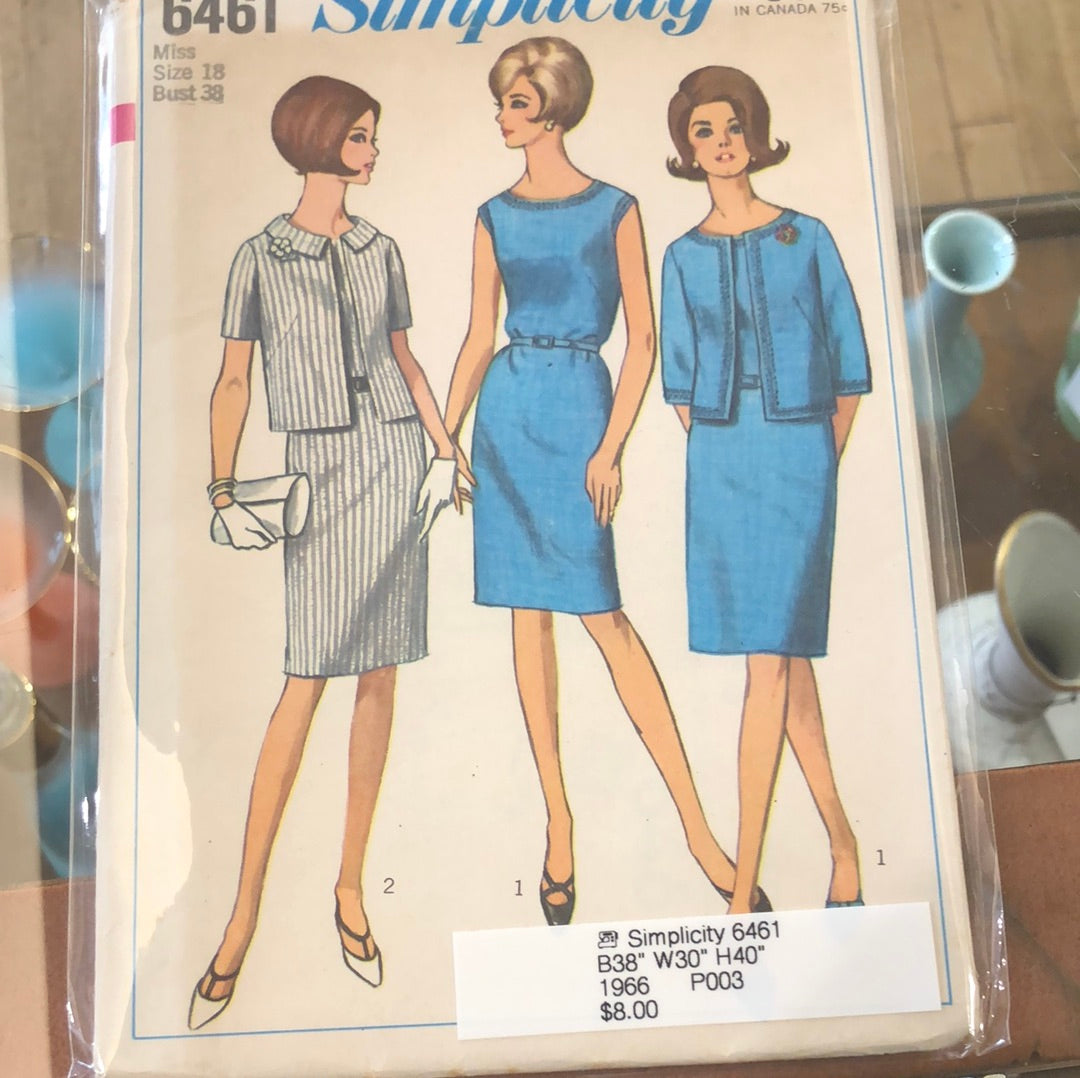 6461 Simplicity
IN CANADA 75¢
Miss
Size 18
Bust 38
2
1
1
Simplicity 6461
B38" W30" H40"
1966 P003
$8.00